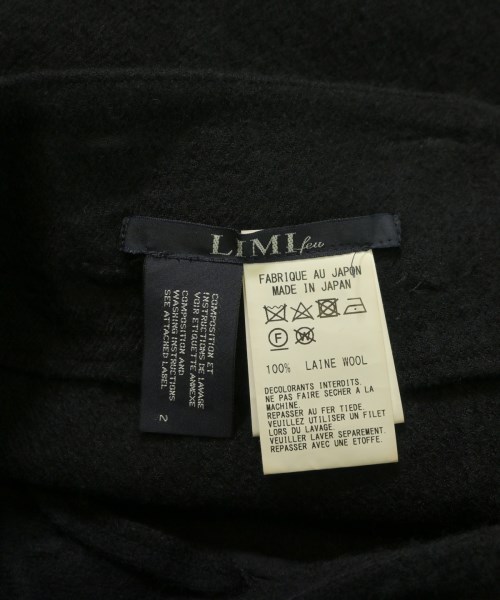 LIMI feu
COMPOSITION ET
INSTRUCTIONS DE LAVAGE
VOIR ETIQUETTE ANNEXE
COMPOSITION AND
WASHING INSTRUCTIONS
SEE ATTACHED LABEL
2
FABRIQUE AU JAPON
MADE IN JAPAN
F
W
100% LAINE WOOL
DECOLORANTS INTERDITS.
NE PAS FAIRE SECHER A LA
MACHINE.
REPASSER AU FER TIEDE.
VEUILLEZ UTILISER UN FILET
LORS DU LAVAGE.
VEUILLER LAVER SEPAREMENT.
REPASSER AVEC UNE ETOFFE.